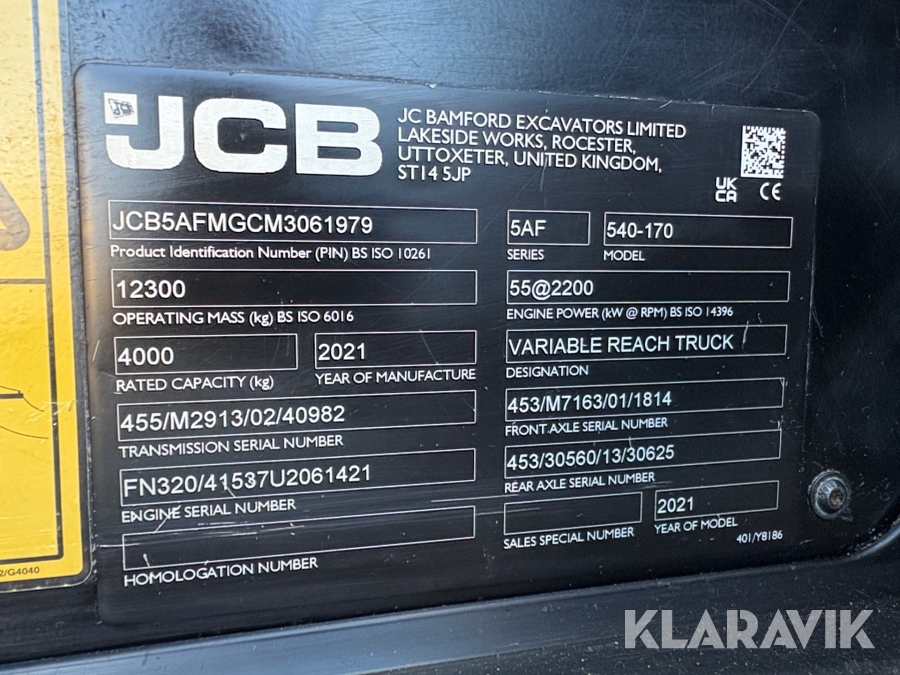 JCB
JC BAMFORD EXCAVATORS LIMITED
LAKESIDE WORKS, ROCESTER,
UTTOXETER, UNITED KINGDOM,
ST14 5JP
UK
CA CE
JCB5AFMGCM3061979
Product Identification Number (PIN) BS ISO 10261
5AF
SERIES
540-170
MODEL
12300
OPERATING MASS (kg) BS ISO 6016
55@2200
ENGINE POWER (kW @ RPM) BS ISO 14396
4000
RATED CAPACITY (kg)
2021
YEAR OF MANUFACTURE
VARIABLE REACH TRUCK
DESIGNATION
455/M2913/02/40982
TRANSMISSION SERIAL NUMBER
453/M7163/01/1814
FRONT AXLE SERIAL NUMBER
FN320/41537U2061421
ENGINE SERIAL NUMBER
453/30560/13/30625
REAR AXLE SERIAL NUMBER
HOMOLOGATION NUMBER
SALES SPECIAL NUMBER
2021
YEAR OF MODEL
401/Y8186
2/G4040
KLARAVIK